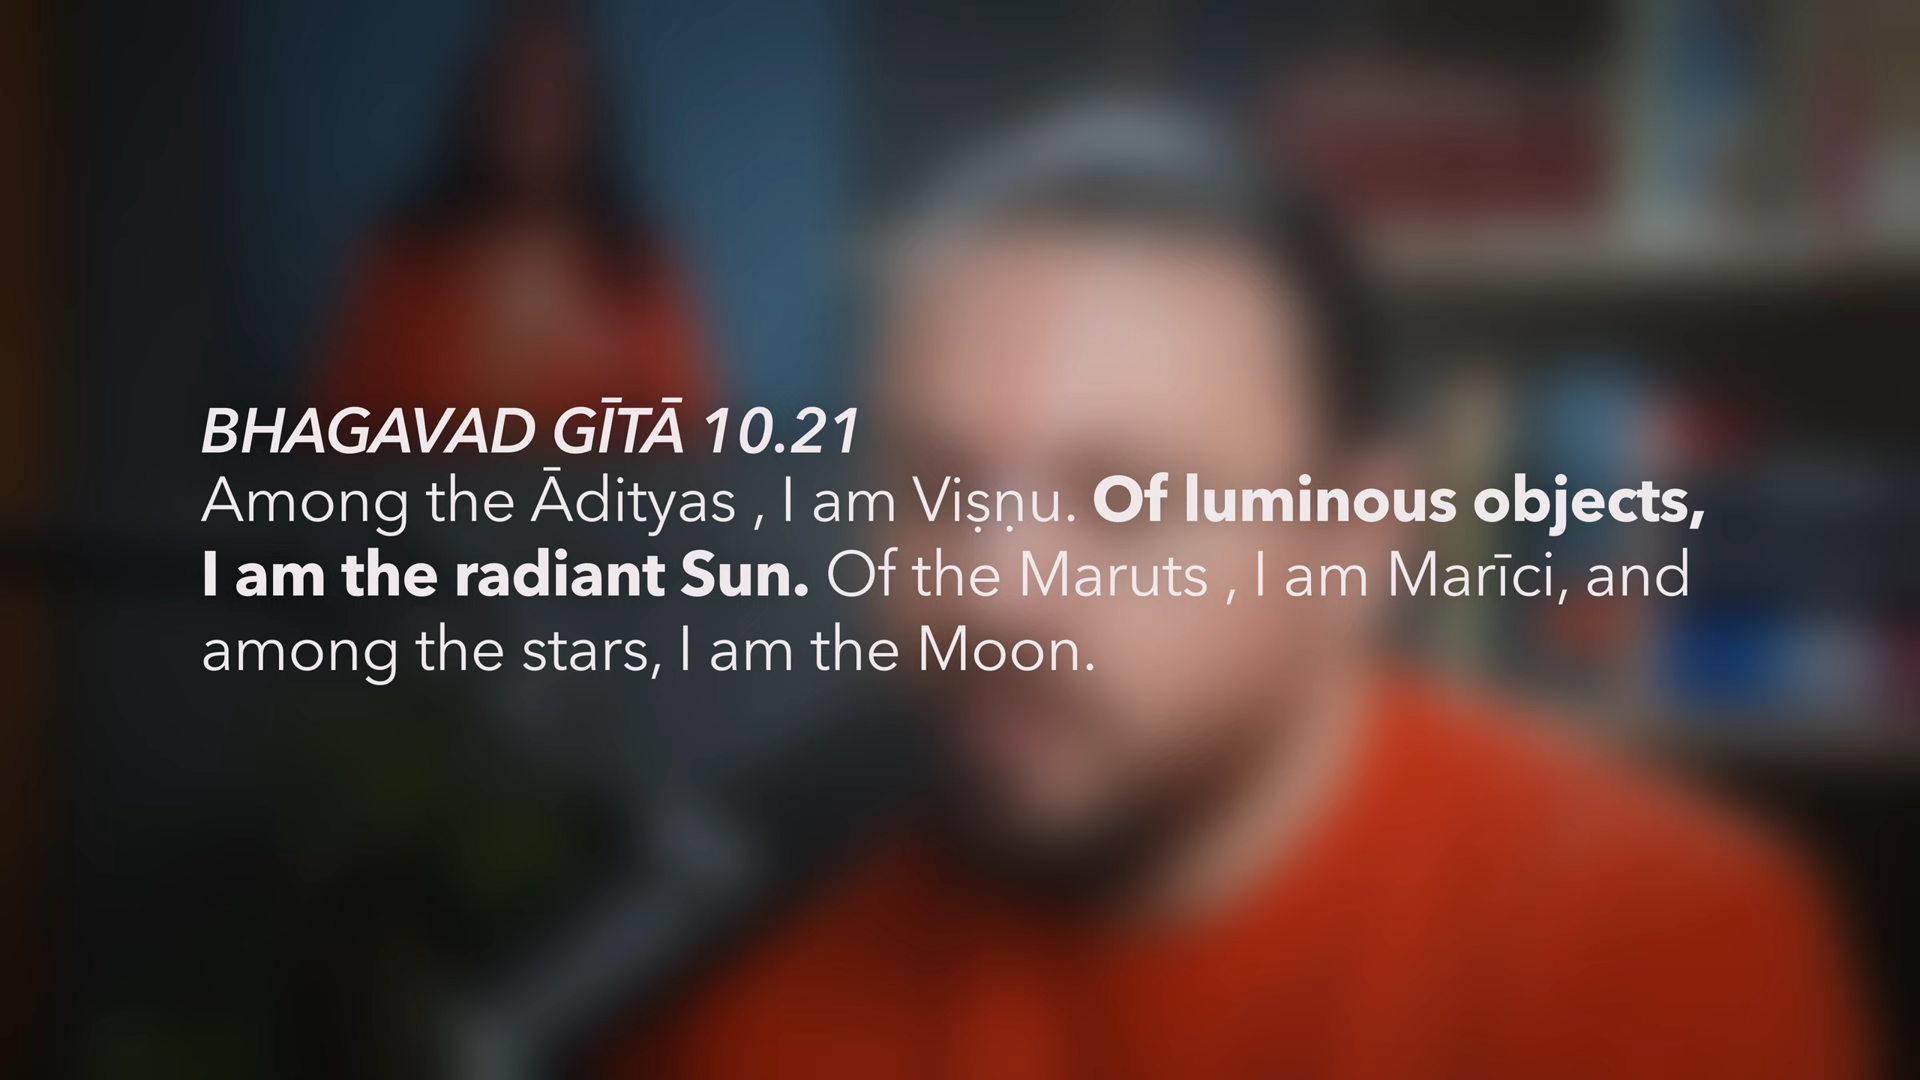 BHAGAVAD GĪTĀ 10.21
Among the Ādityas , I am Viṣṇu. Of luminous objects,
I am the radiant Sun. Of the Maruts , I am Marīci, and
among the stars, I am the Moon.